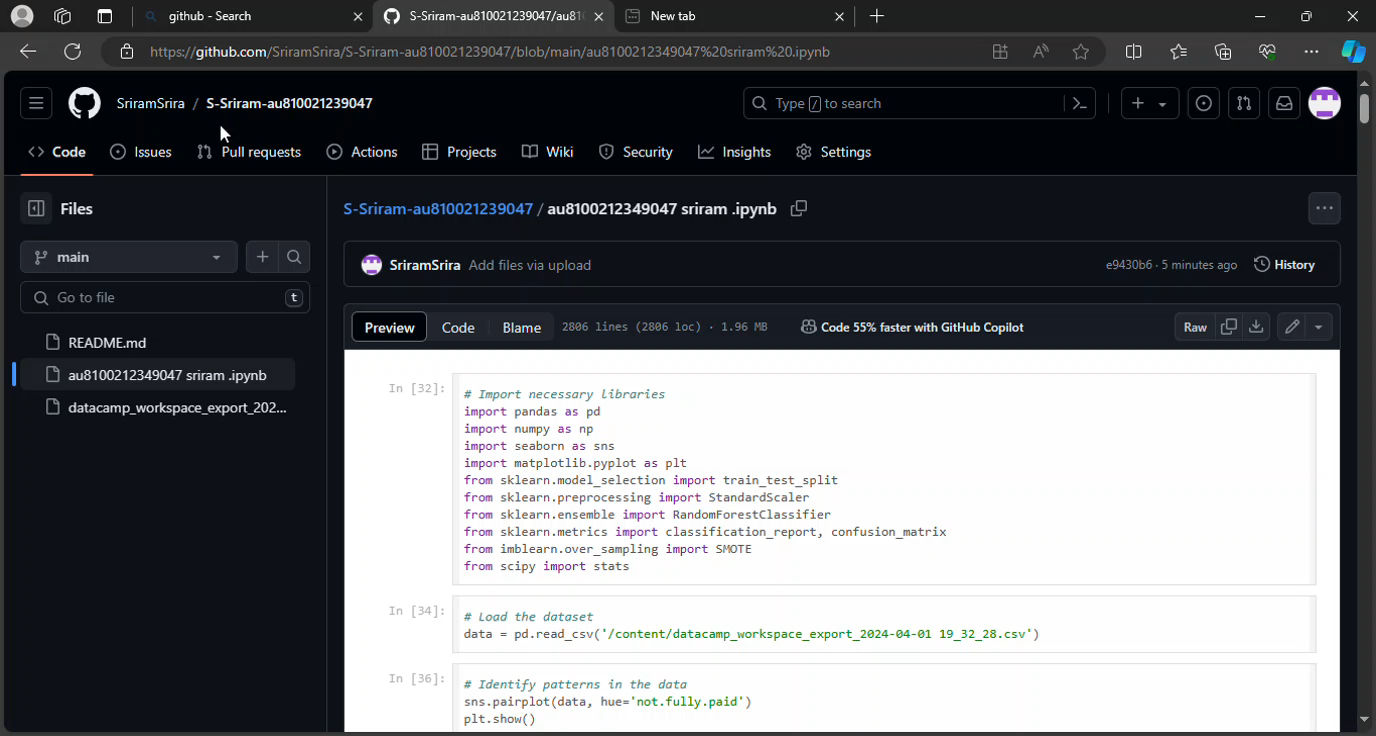 github - Search
S-Sriram-au810021239047/au81
New tab
https://github.com/SriramSrira/S-Sriram-au810021239047/blob/main/au8100212349047%20sriram%20.ipynb
SriramSrira / S-Sriram-au810021239047
Type / to search
Code Issues Pull requests Actions Projects Wiki Security Insights Settings
Files
S-Sriram-au810021239047 / au8100212349047 sriram .ipynb
main
SriramSrira Add files via upload
e9430b6 · 5 minutes ago History
Go to file t
Preview Code Blame 2806 lines (2806 loc) · 1.96 MB Code 55% faster with GitHub Copilot Raw
README.md
au8100212349047 sriram .ipynb
datacamp_workspace_export_202...
In [32]:
# Import necessary libraries
import pandas as pd
import numpy as np
import seaborn as sns
import matplotlib.pyplot as plt
from sklearn.model_selection import train_test_split
from sklearn.preprocessing import StandardScaler
from sklearn.ensemble import RandomForestClassifier
from sklearn.metrics import classification_report, confusion_matrix
from imblearn.over_sampling import SMOTE
from scipy import stats
In [34]:
# Load the dataset
data = pd.read_csv('/content/datacamp_workspace_export_2024-04-01 19_32_28.csv')
In [36]:
# Identify patterns in the data
sns.pairplot(data, hue='not.fully.paid')
plt.show()